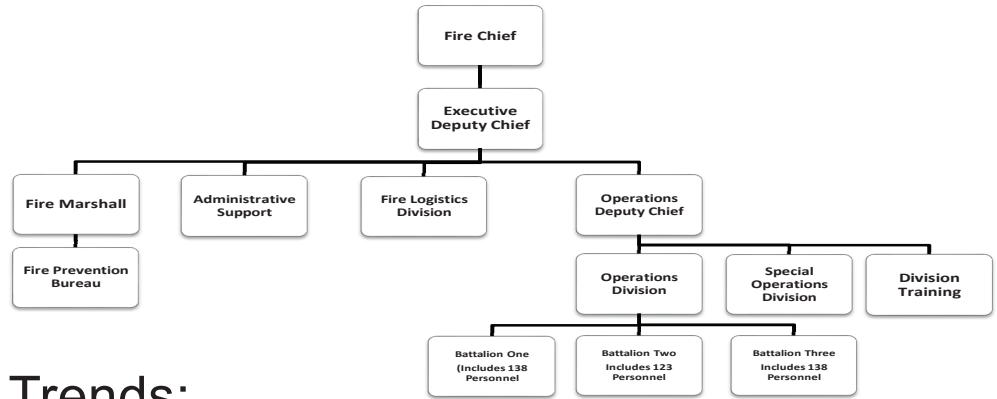 Fire Chief
Executive
Deputy Chief
Fire Marshall
Administrative
Support
Fire Logistics
Division
Operations
Deputy Chief
Fire Prevention
Bureau
Operations
Division
Special
Operations
Division
Division
Training
Battalion One
(Includes 138
Personnel
Battalion Two
Includes 123
Personnel
Battalion Three
Includes 138
Personnel
Trends: